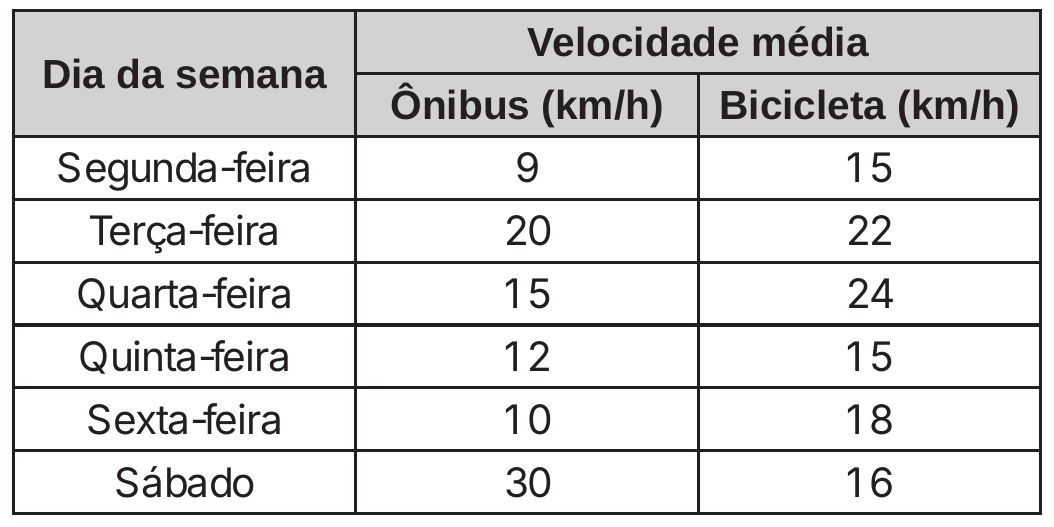 Dia da semana
Velocidade média
Ônibus (km/h) Bicicleta (km/h)
Segunda-feira 9 15
Terça-feira 20 22
Quarta-feira 15 24
Quinta-feira 12 15
Sexta-feira 10 18
Sábado 30 16